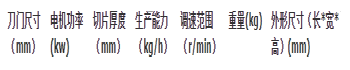 刀门尺寸 电机功率 切片厚度 生产能力 调速范围 重量(kg) 外形尺寸(长*宽*
(mm) (kw) (mm) (kg/h) (r/min) 高)(mm)